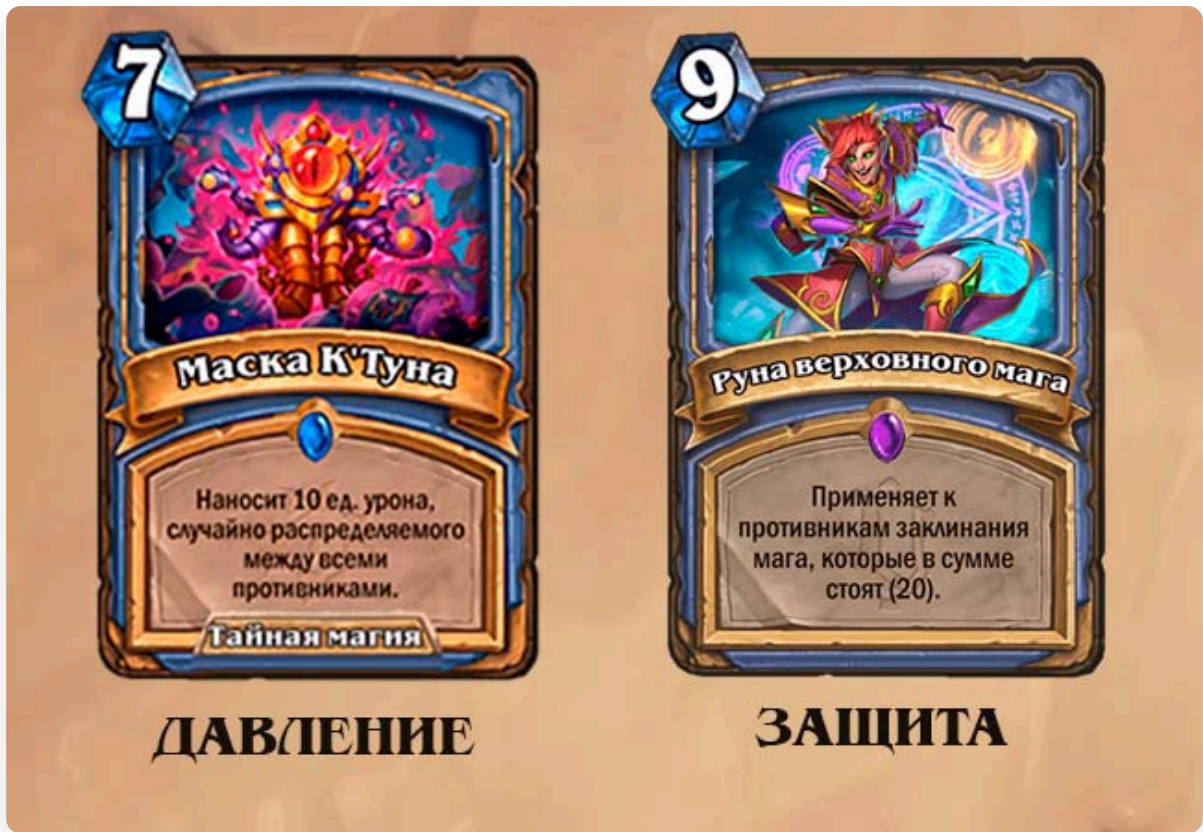 7
Маска К'Туна
Наносит 10 ед. урона,
случайно распределяемого
между всеми
противниками.
Тайная магия
ДАВЛЕНИЕ
9
Руна верховного мага
Применяет к
противникам заклинания
мага, которые в сумме
стоят (20).
ЗАЩИТА